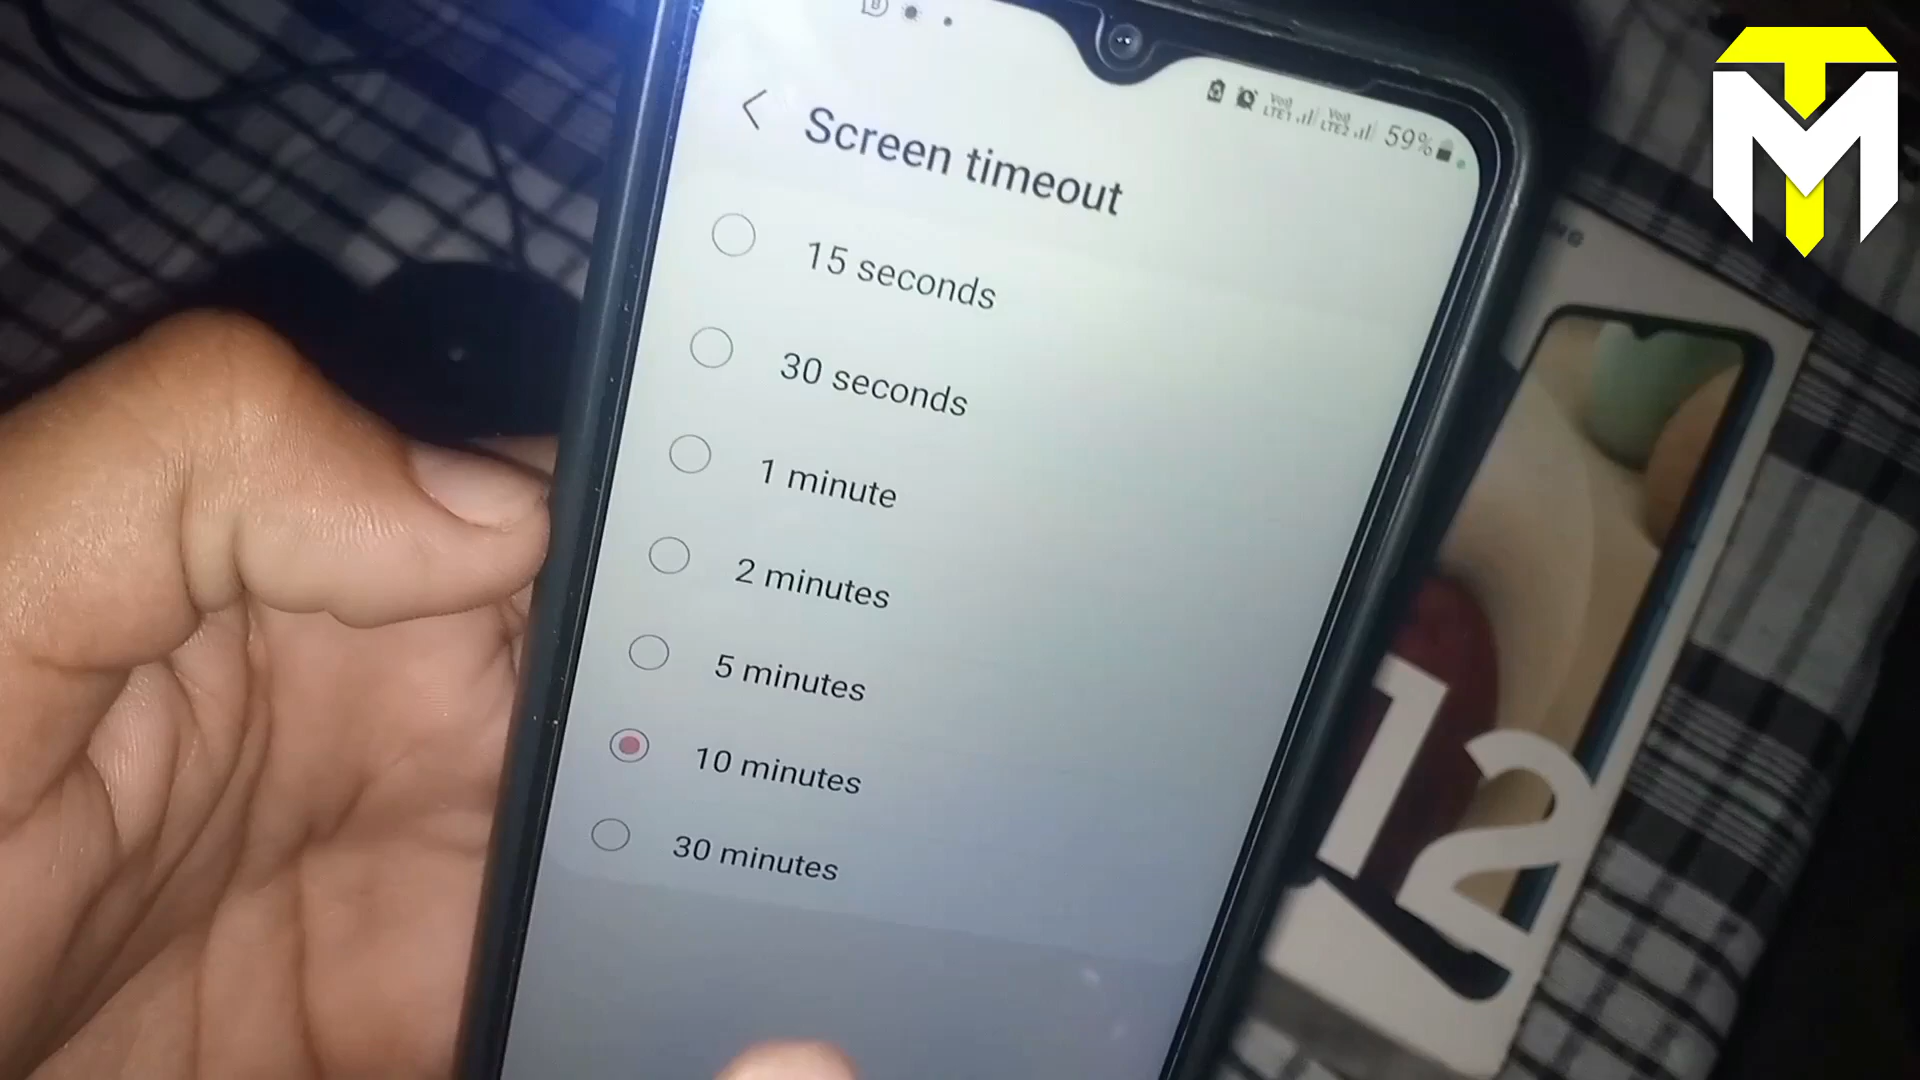 59%
Screen timeout
15 seconds
30 seconds
1 minute
2 minutes
5 minutes
10 minutes
30 minutes
12